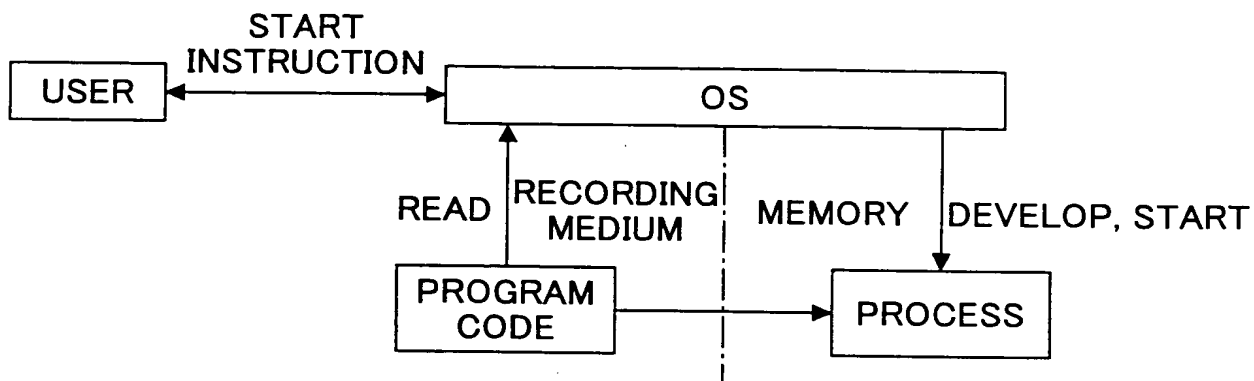 START
INSTRUCTION
USER
OS
READ
RECORDING
MEDIUM
MEMORY
DEVELOP, START
PROGRAM
CODE
PROCESS